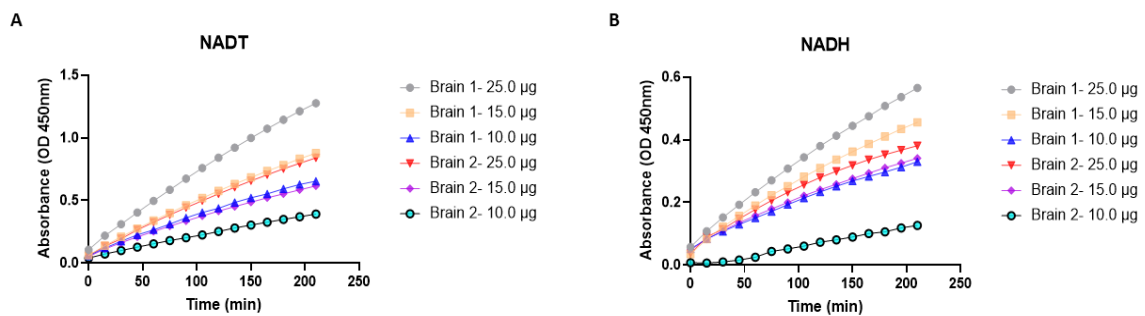 A
NADT
Absorbance (OD 450nm)
1.5
1.0
0.5
0.0
0 50 100 150 200 250
Time (min)
Brain 1- 25.0 µg
Brain 1- 15.0 µg
Brain 1- 10.0 µg
Brain 2- 25.0 µg
Brain 2- 15.0 µg
Brain 2- 10.0 µg
B
NADH
Absorbance (OD 450nm)
0.6
0.4
0.2
0.0
0 50 100 150 200 250
Time (min)
Brain 1- 25.0 µg
Brain 1- 15.0 µg
Brain 1- 10.0 µg
Brain 2- 25.0 µg
Brain 2- 15.0 µg
Brain 2- 10.0 µg